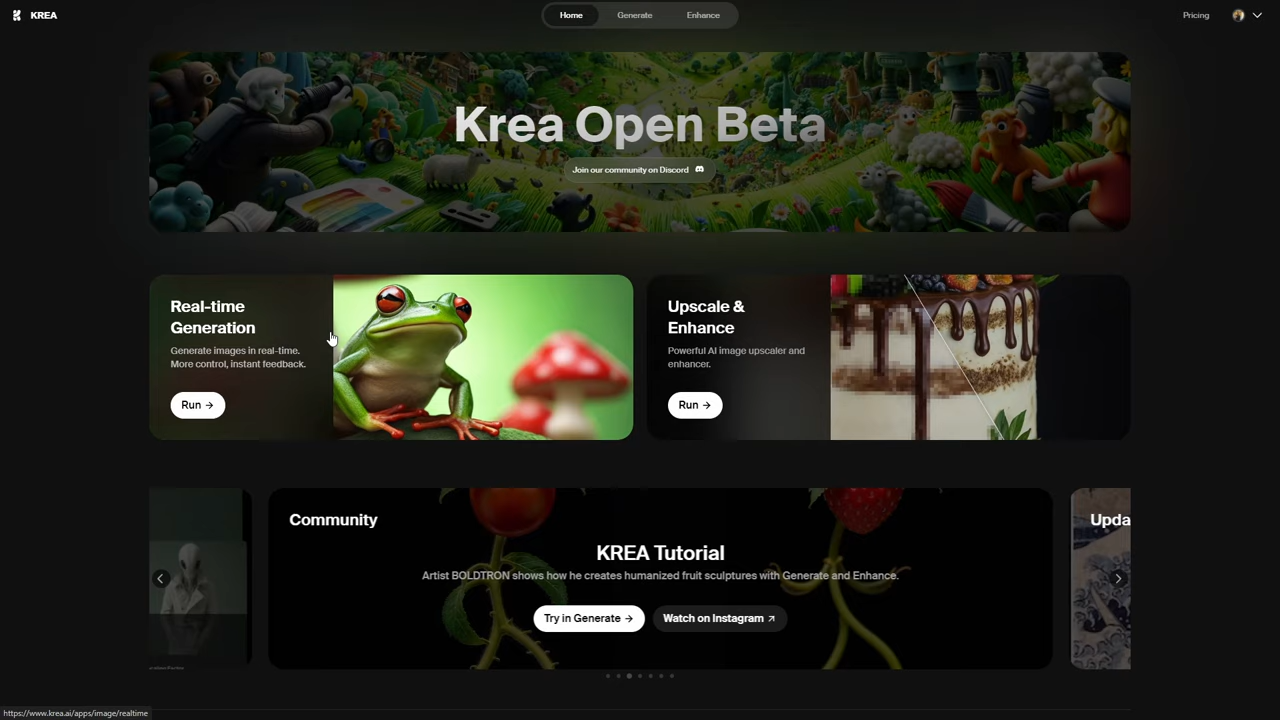 KREA
Home
Generate
Enhance
Pricing
Krea Open Beta
Join our community on Discord
Real-time
Generation
Generate images in real-time.
More control, instant feedback.
Run →
Upscale &
Enhance
Powerful AI image upscaler and
enhancer.
Run →
Community
KREA Tutorial
Artist BOLDTRON shows how he creates humanized fruit sculptures with Generate and Enhance.
Try in Generate →
Watch on Instagram ↗
Upda
https://www.krea.ai/apps/image/realtime